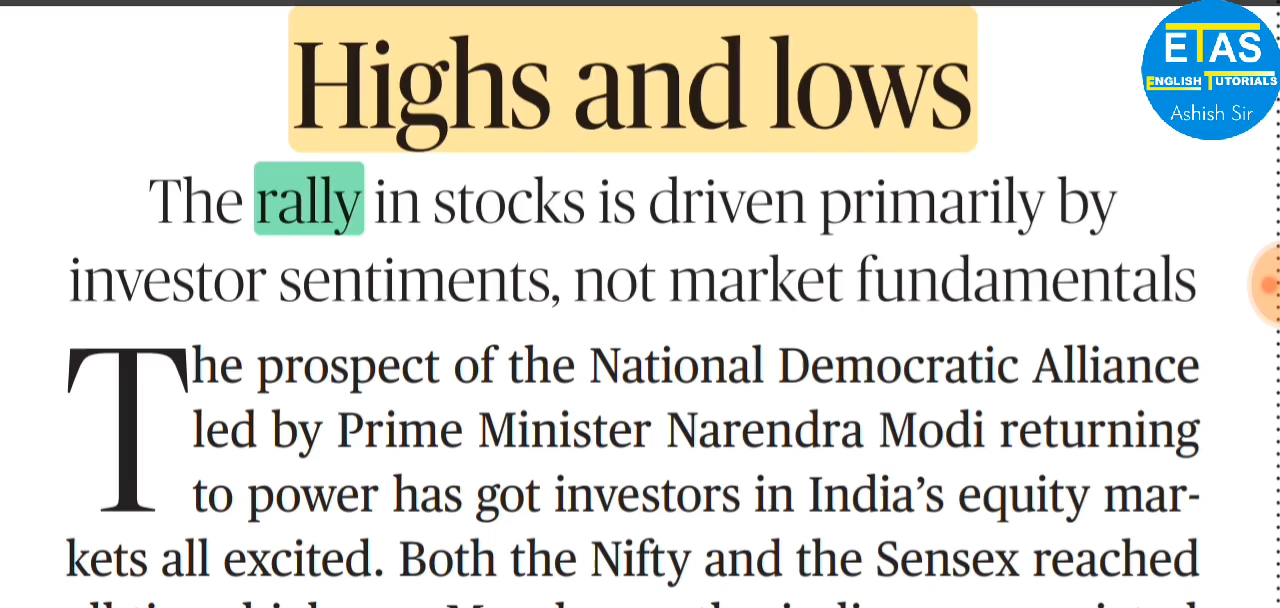 Highs and lows
ETAS
ENGLISH TUTORIALS
Ashish Sir
The rally in stocks is driven primarily by
investor sentiments, not market fundamentals
The prospect of the National Democratic Alliance
led by Prime Minister Narendra Modi returning
to power has got investors in India’s equity mar-
kets all excited. Both the Nifty and the Sensex reached